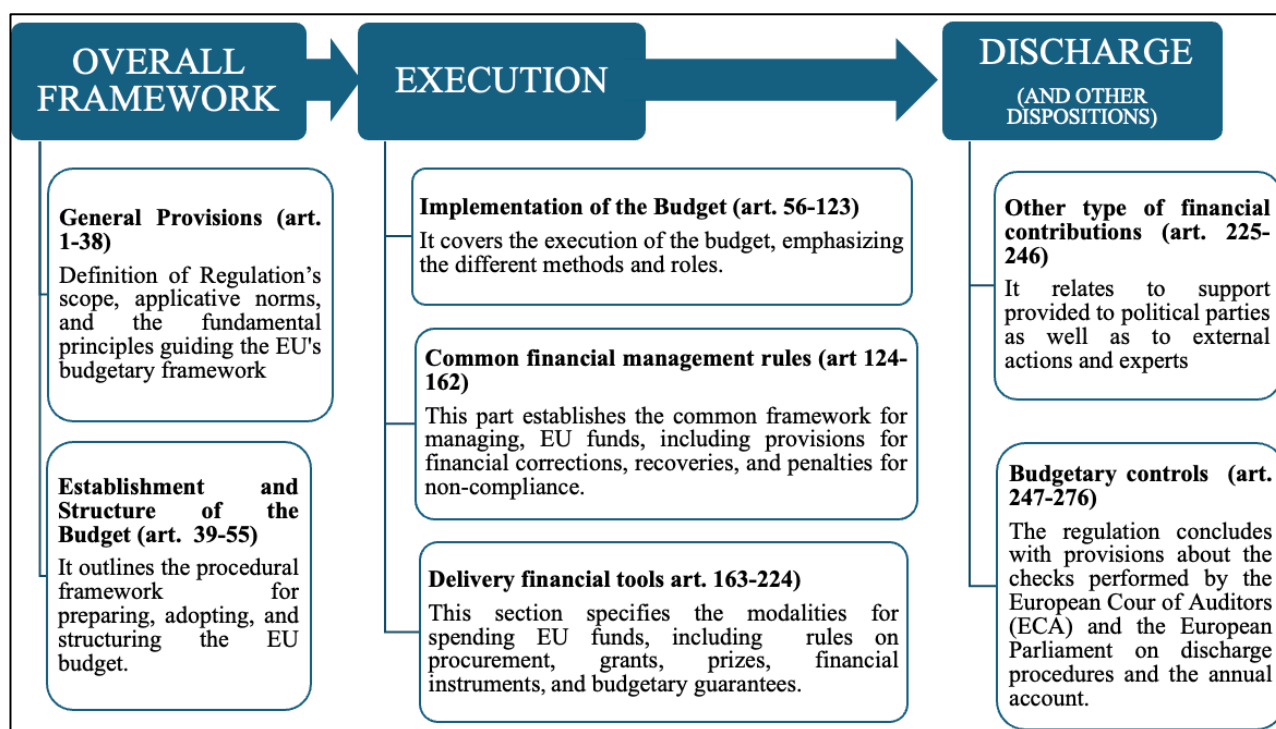 OVERALL
FRAMEWORK
General Provisions (art.
1-38)
Definition of Regulation’s
scope, applicative norms,
and the fundamental
principles guiding the EU's
budgetary framework
Establishment and
Structure of the
Budget (art. 39-55)
It outlines the procedural
framework for
preparing, adopting, and
structuring the EU
budget.
EXECUTION
Implementation of the Budget (art. 56-123)
It covers the execution of the budget, emphasizing
the different methods and roles.
Common financial management rules (art 124-
162)
This part establishes the common framework for
managing, EU funds, including provisions for
financial corrections, recoveries, and penalties for
non-compliance.
Delivery financial tools art. 163-224)
This section specifies the modalities for
spending EU funds, including rules on
procurement, grants, prizes, financial
instruments, and budgetary guarantees.
DISCHARGE
(AND OTHER
DISPOSITIONS)
Other type of financial
contributions (art. 225-
246)
It relates to support
provided to political parties
as well as to external
actions and experts
Budgetary controls (art.
247-276)
The regulation concludes
with provisions about the
checks performed by the
European Cour of Auditors
(ECA) and the European
Parliament on discharge
procedures and the annual
account.